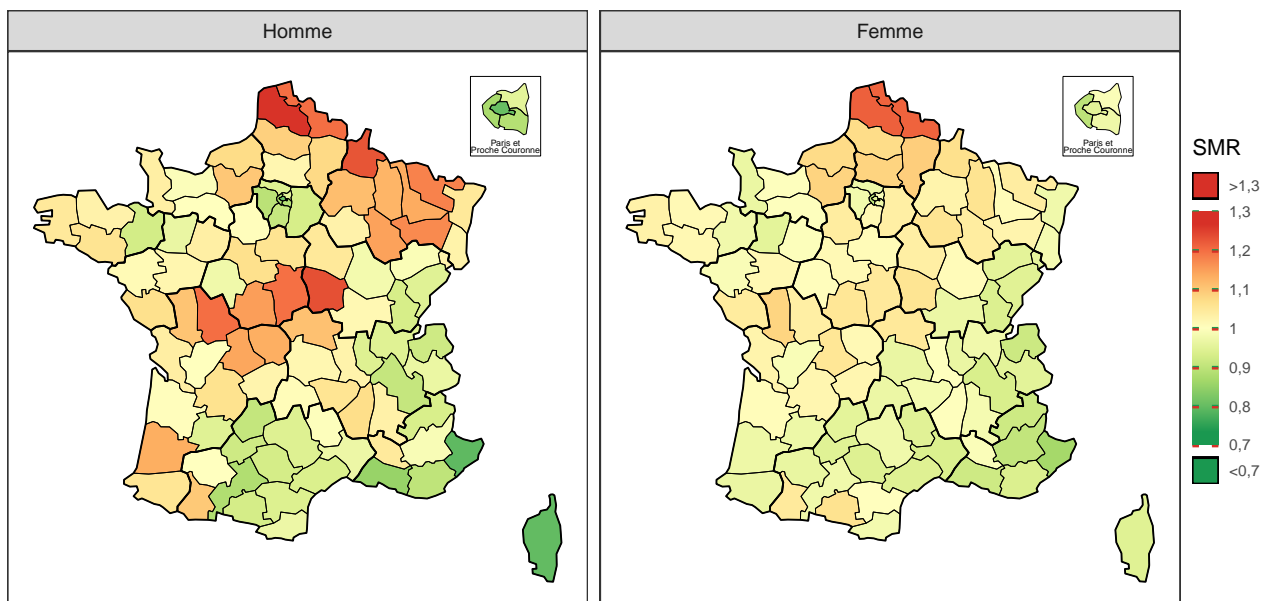 Homme
Femme
Paris et
Proche Couronne
Paris et
Proche Couronne
SMR
>1,3
1,3
1,2
1,1
1
0,9
0,8
0,7
<0,7